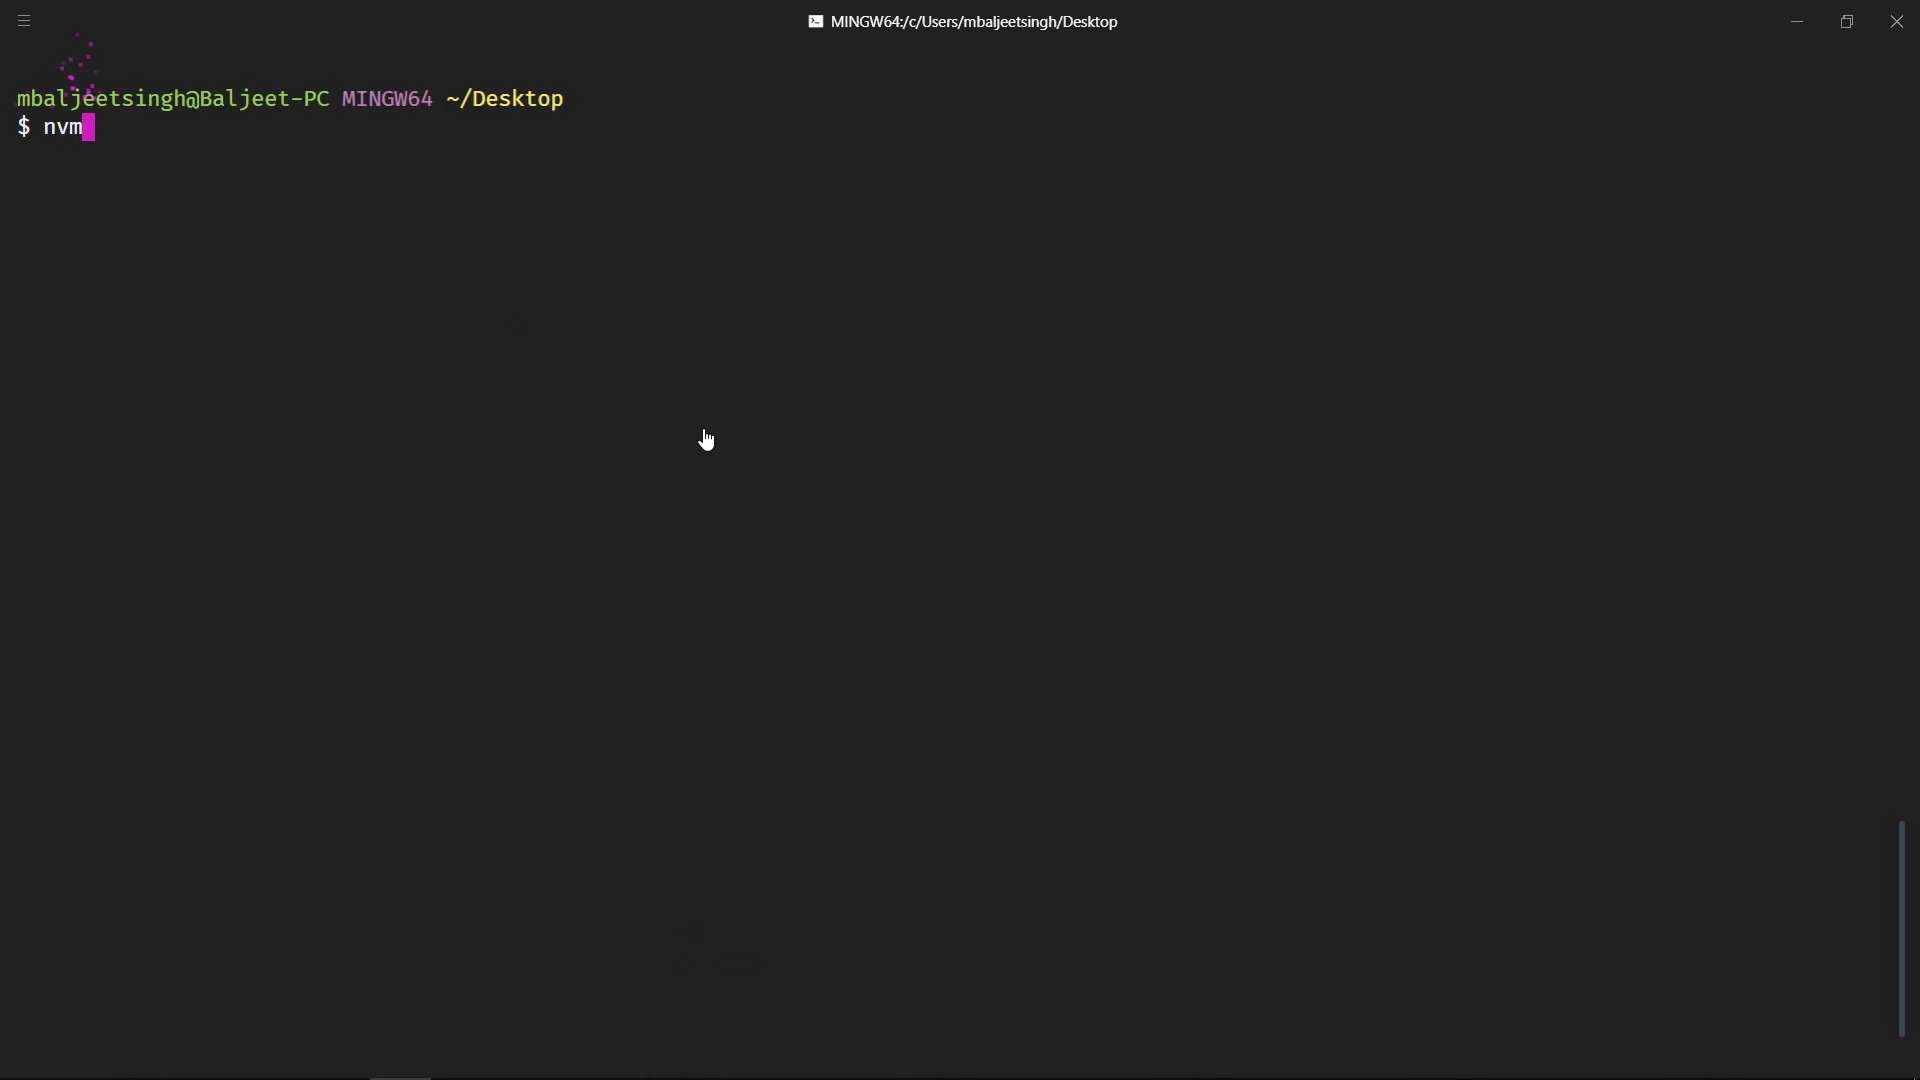 MINGW64:/c/Users/mbaljeetsingh/Desktop
mbaljeetsingh@Baljeet-PC MINGW64 ~/Desktop
$ nvm